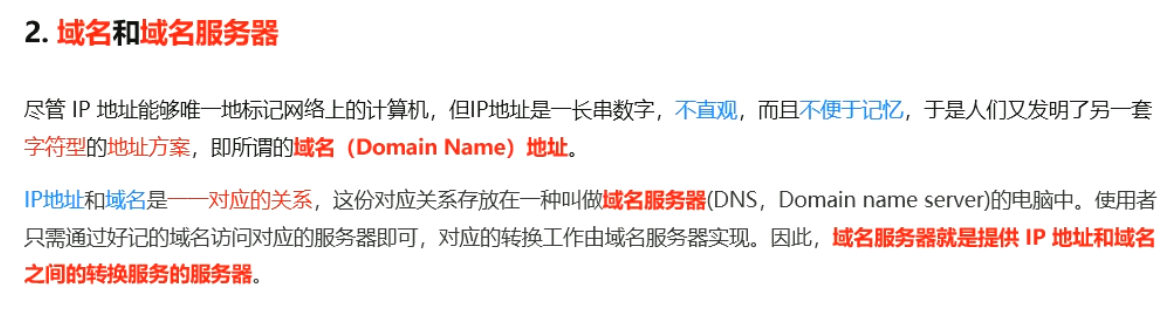 2. 域名和域名服务器
尽管 IP 地址能够唯一地标记网络上的计算机，但IP地址是一长串数字，不直观，而且不便于记忆，于是人们又发明了另一套
字符型的地址方案，即所谓的域名（Domain Name）地址。
IP地址和域名是一一对应的关系，这份对应关系存放在一种叫做域名服务器(DNS，Domain name server)的电脑中。使用者
只需通过好记的域名访问对应的服务器即可，对应的转换工作由域名服务器实现。因此，域名服务器就是提供 IP 地址和域名
之间的转换服务的服务器。